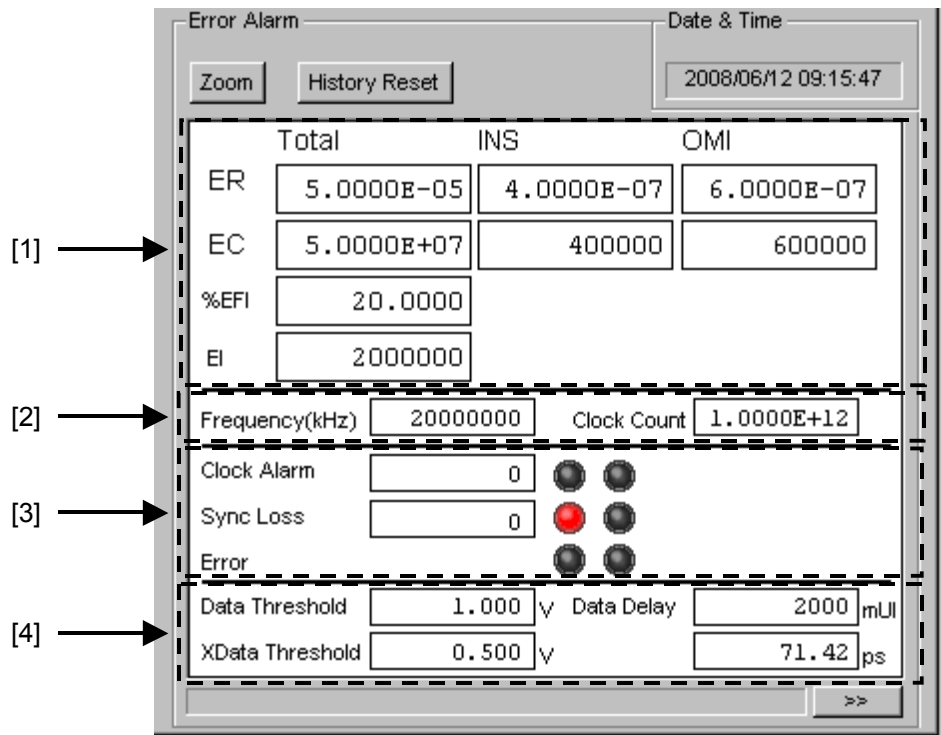 Error Alarm Date & Time
Zoom History Reset 2008/06/12 09:15:47
Total INS OMI
ER 5.0000E-05 4.0000E-07 6.0000E-07
[1] EC 5.0000E+07 400000 600000
%EFI 20.0000
EI 2000000
[2] Frequency(kHz) 20000000 Clock Count 1.0000E+12
Clock Alarm 0
[3] Sync Loss 0
Error
Data Threshold 1.000 V Data Delay 2000 mUI
[4] XData Threshold 0.500 V 71.42 ps
>>